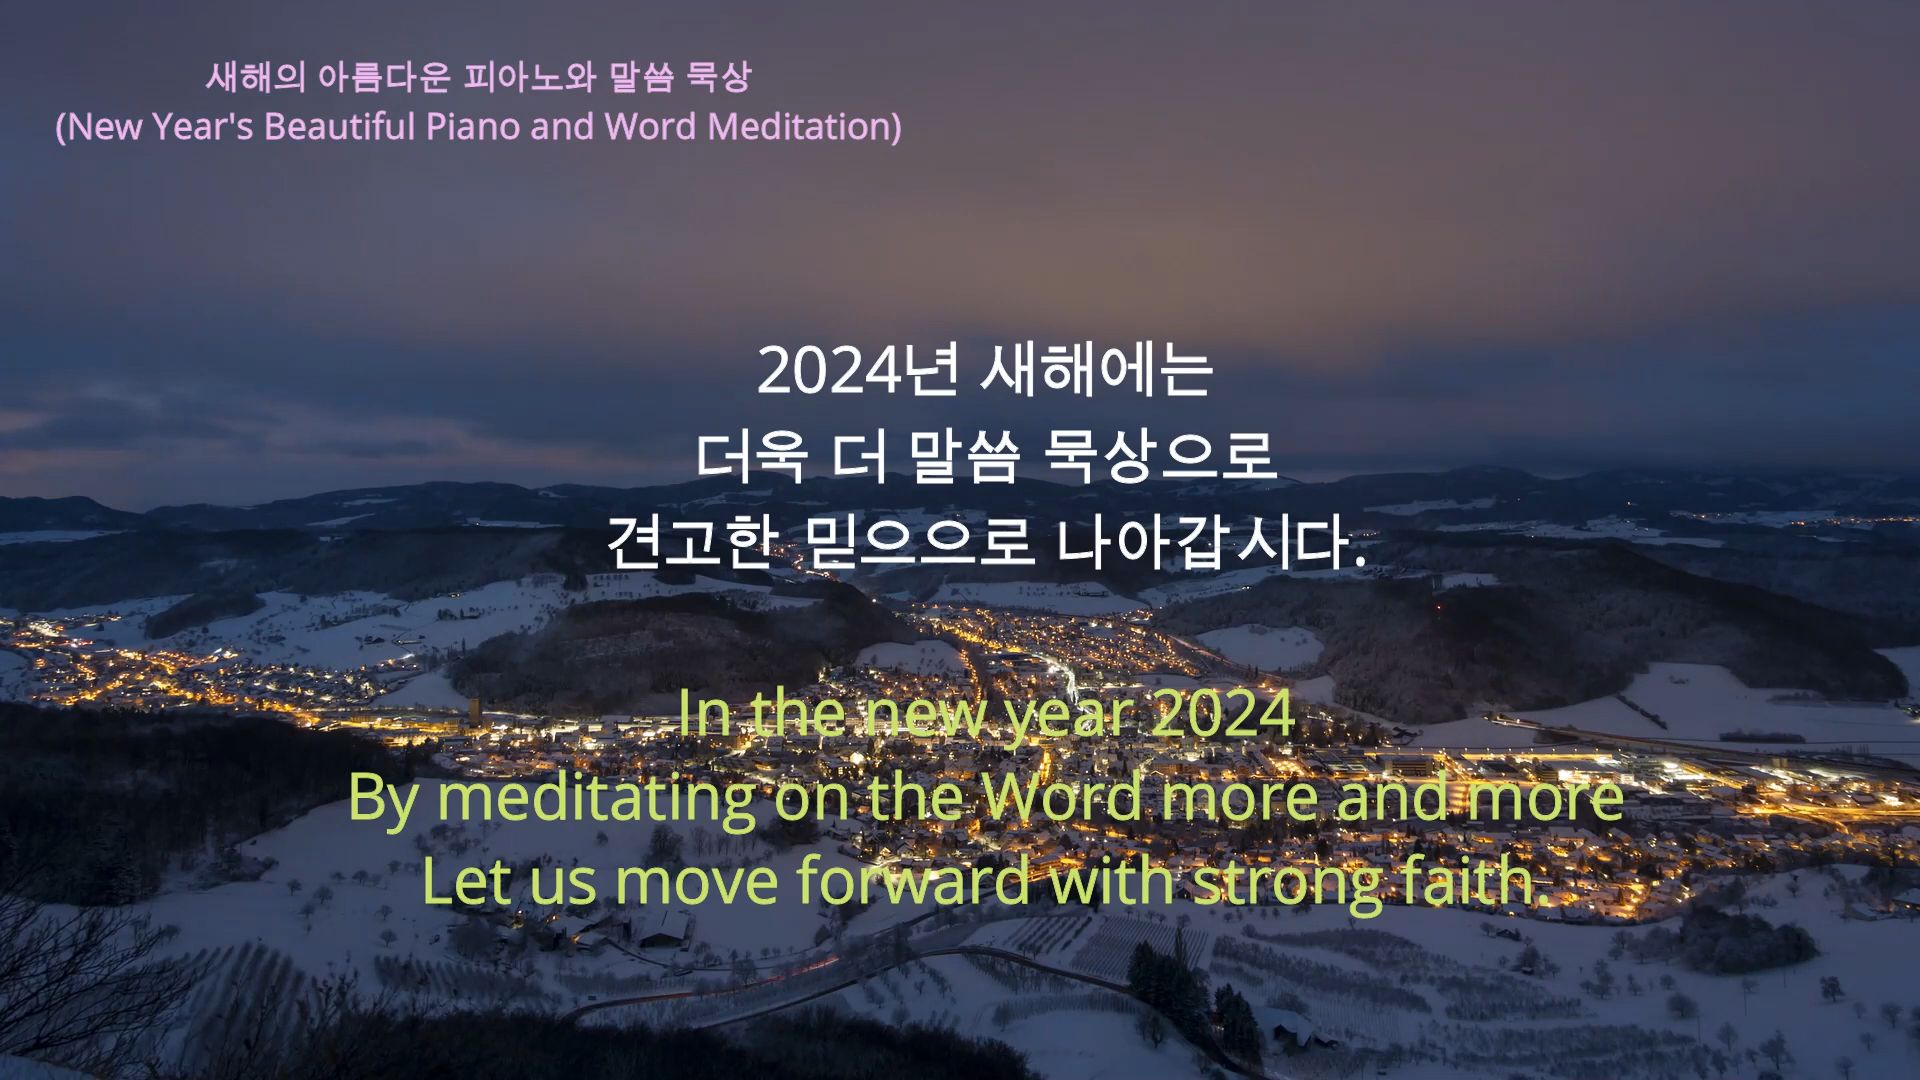 새해의 아름다운 피아노와 말씀 묵상
(New Year's Beautiful Piano and Word Meditation)
2024년 새해에는
더욱 더 말씀 묵상으로
견고한 믿으으로 나아갑시다.
In the new year 2024
By meditating on the Word more and more
Let us move forward with strong faith.